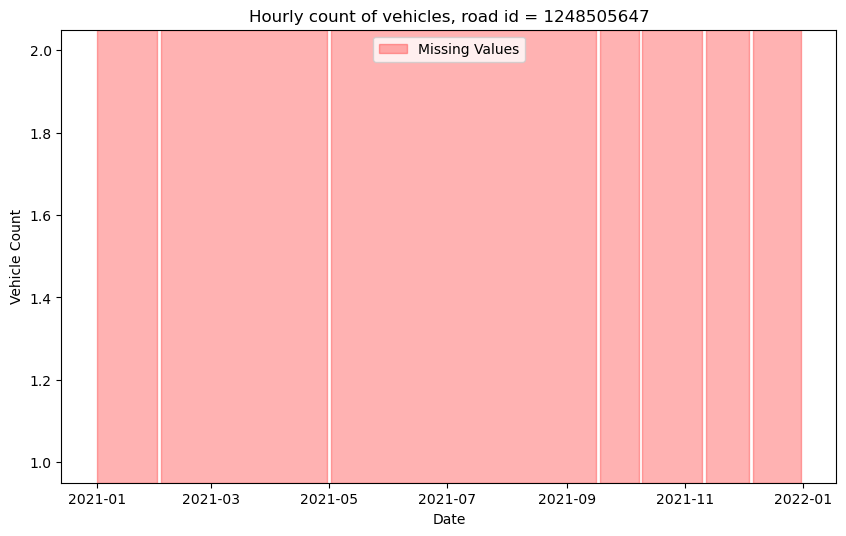 Hourly count of vehicles, road id = 1248505647
Missing Values
Vehicle Count
2.0
1.8
1.6
1.4
1.2
1.0
2021-01 2021-03 2021-05 2021-07 2021-09 2021-11 2022-01
Date